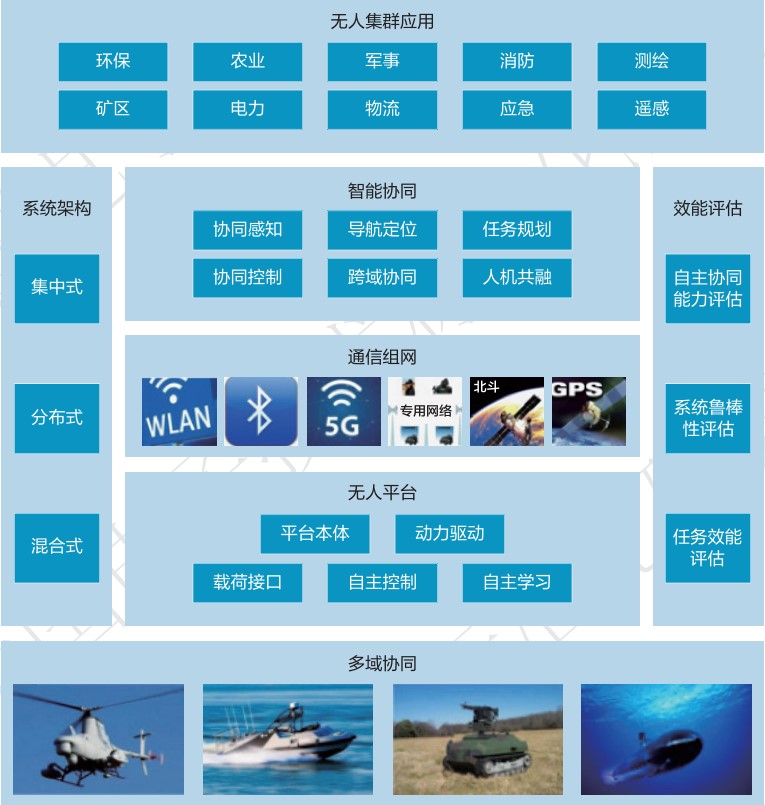 无人集群应用
环保
农业
军事
消防
测绘
矿区
电力
物流
应急
遥感
系统架构
集中式
分布式
混合式
智能协同
协同感知
导航定位
任务规划
协同控制
跨域协同
人机共融
通信组网
WLAN
5G
专用网络
北斗
GPS
无人平台
平台本体
动力驱动
载荷接口
自主控制
自主学习
效能评估
自主协同
能力评估
系统鲁棒
性评估
任务效能
评估
多域协同